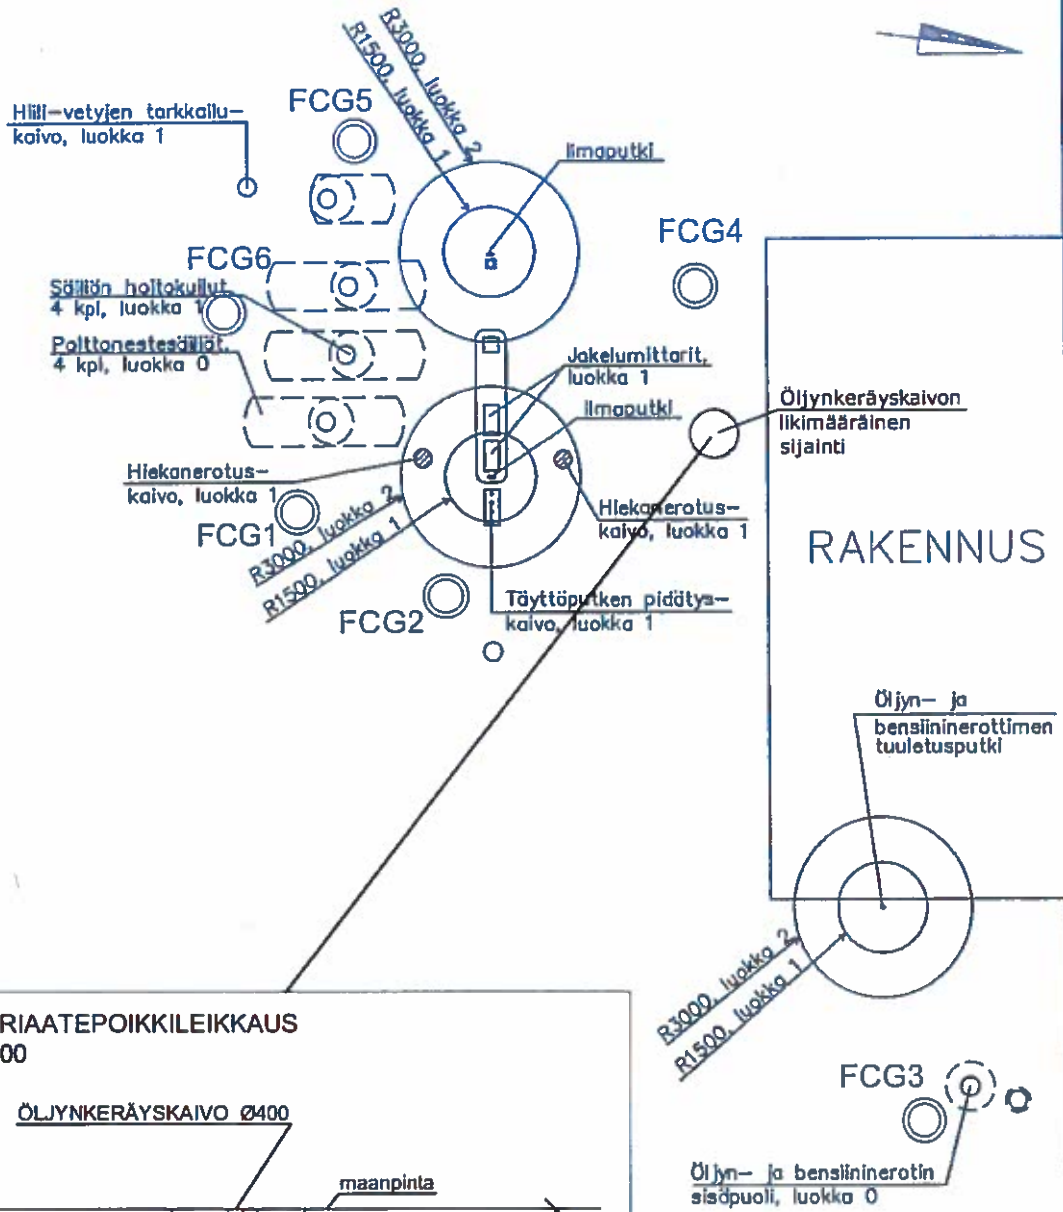 R3000, luokka 2
R1500, luokka 1
FCG5
Hiili-vetyjen tarkkailu-
kaivo, luokka 1
Ilmaputki
FCG4
FCG6
Säiliön hoitokuilut,
4 kpl, luokka 1
Polttonestesäiliöt,
4 kpl, luokka 0
Jakelumittarit,
luokka 1
Ilmaputki
Öljynkeräyskaivon
likimääräinen
sijainti
Hiekanerotus-
kaivo, luokka 1
Hiekanerotus-
kaivo, luokka 1
FCG1
R3000, luokka 2
R1500, luokka 1
RAKENNUS
FCG2
Täyttöputken pidätys-
kaivo, luokka 1
Öljyn- ja
bensiininerottimen
tuuletusputki
R3000, luokka 2
R1500, luokka 1
RIAATEPOIKKILEIKKAUS
00
FCG3
ÖLJYNKERÄYSKAIVO Ø400
maanpinta
Öljyn- ja bensiininerotin
sisäpuoli, luokka 0